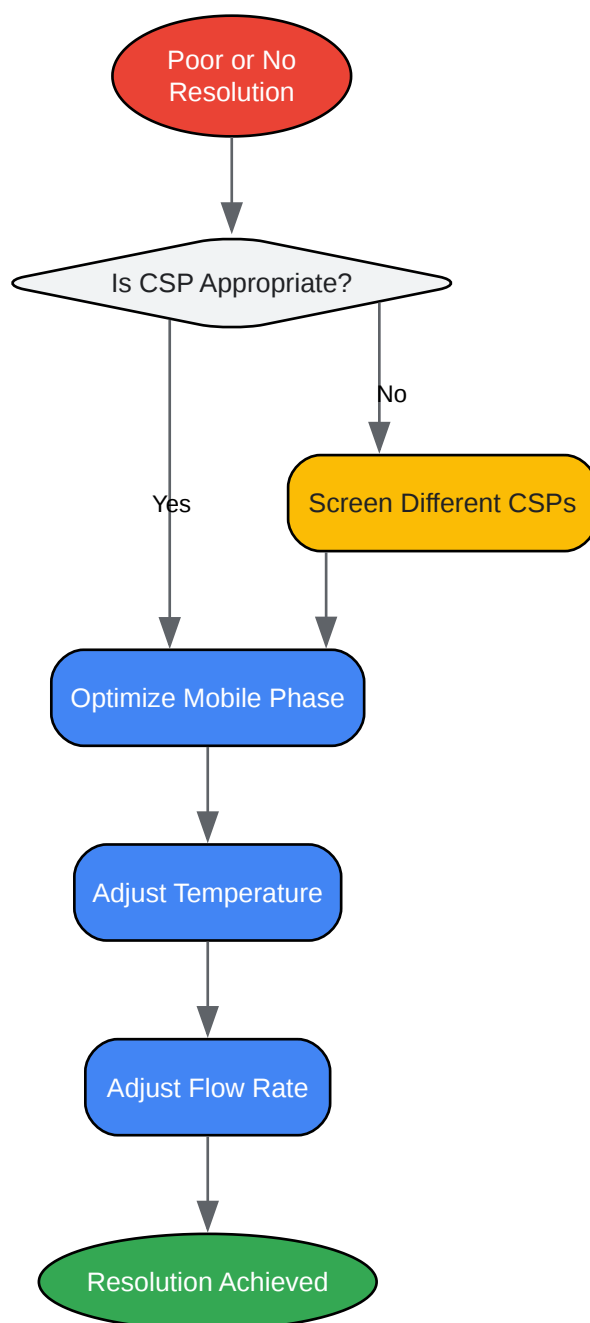 Poor or No
Resolution
Is CSP Appropriate?
No
Yes
Screen Different CSPs
Optimize Mobile Phase
Adjust Temperature
Adjust Flow Rate
Resolution Achieved